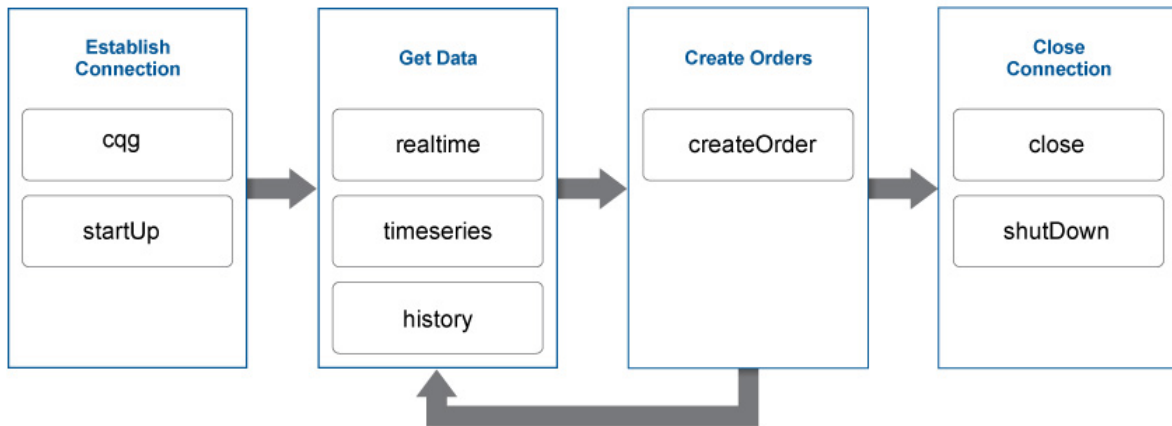 Establish
Connection
cqg
startUp
Get Data
realtime
timeseries
history
Create Orders
createOrder
Close
Connection
close
shutDown